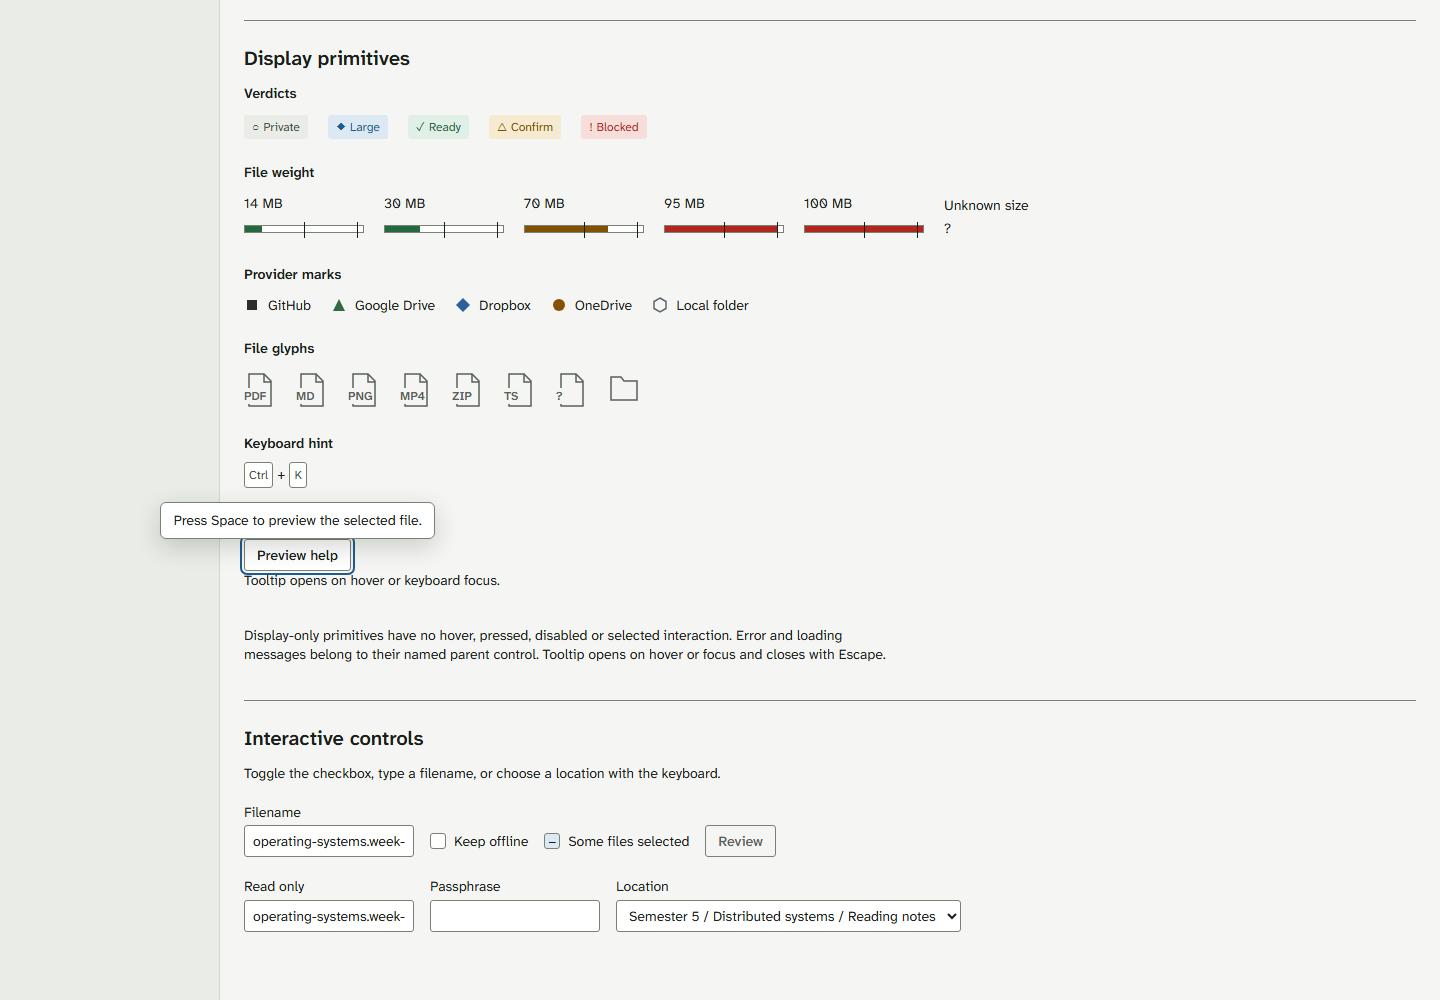 Display primitives
Verdicts
○ Private ◆ Large ✓ Ready △ Confirm ! Blocked
File weight
14 MB 30 MB 70 MB 95 MB 100 MB Unknown size
?
Provider marks
GitHub Google Drive Dropbox OneDrive Local folder
File glyphs
PDF MD PNG MP4 ZIP TS ?
Keyboard hint
Ctrl + K
Press Space to preview the selected file.
Preview help
Tooltip opens on hover or keyboard focus.
Display-only primitives have no hover, pressed, disabled or selected interaction. Error and loading
messages belong to their named parent control. Tooltip opens on hover or focus and closes with Escape.
Interactive controls
Toggle the checkbox, type a filename, or choose a location with the keyboard.
Filename
operating-systems.week- Keep offline Some files selected Review
Read only Passphrase Location
operating-systems.week- Semester 5 / Distributed systems / Reading notes